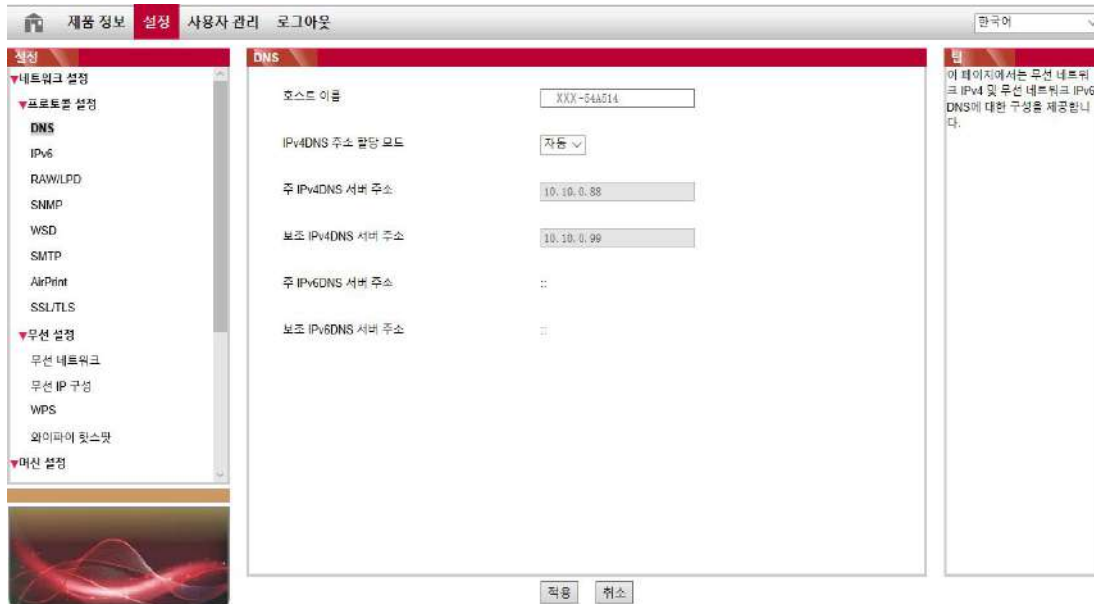 제품 정보 설정 사용자 관리 로그아웃 한국어
설정
▼네트워크 설정
▼프로토콜 설정
DNS
IPv6
RAW/LPD
SNMP
WSD
SMTP
AirPrint
SSL/TLS
▼무선 설정
무선 네트워크
무선 IP 구성
WPS
와이파이 핫스팟
▼머신 설정
DNS
호스트 이름 XXX-54A514
IPv4DNS 주소 할당 모드 자동
주 IPv4DNS 서버 주소 10.10.0.88
보조 IPv4DNS 서버 주소 10.10.0.99
주 IPv6DNS 서버 주소 ::
보조 IPv6DNS 서버 주소 ::
적용 취소
팁
이 페이지에서는 무선 네트워
크 IPv4 및 무선 네트워크 IPv6
DNS에 대한 구성을 제공합니
다.